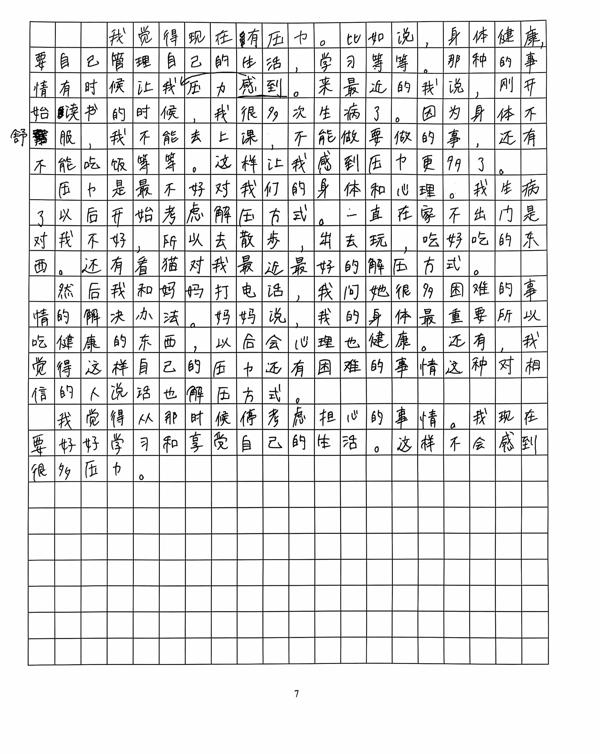 我觉得现在有压力。比如说，身体健康，
要自己管理自己的生活，学习等等。那种的事
情有时候让我压力感到。来最近的我说，刚开
始读书的时候，我很多次生病了。因为身体不
舒服，我不能去上课，不能做要做的事，还有
不能吃饭等等。这样让我感到压力更多了。
压力是最不好对我们的身体和心理。我生病
了以后开始考虑解压方式。一直在家不出门是
对我不好，所以去散步，出去玩，吃好吃的东
西。还有看猫对我最近最好的解压方式。
然后我和妈妈打电话，我问她很多困难的事
情的解决办法。妈妈说，我的身体最重要所以
吃健康的东西，以后会心理也健康。还有，我
觉得这样自己的压力还有困难的事情这种对相
信的人说话也解压方式。
我觉得从那时候停考虑担心的事情。我现在
要好好学习和享受自己的生活。这样不会感到
很多压力。
7